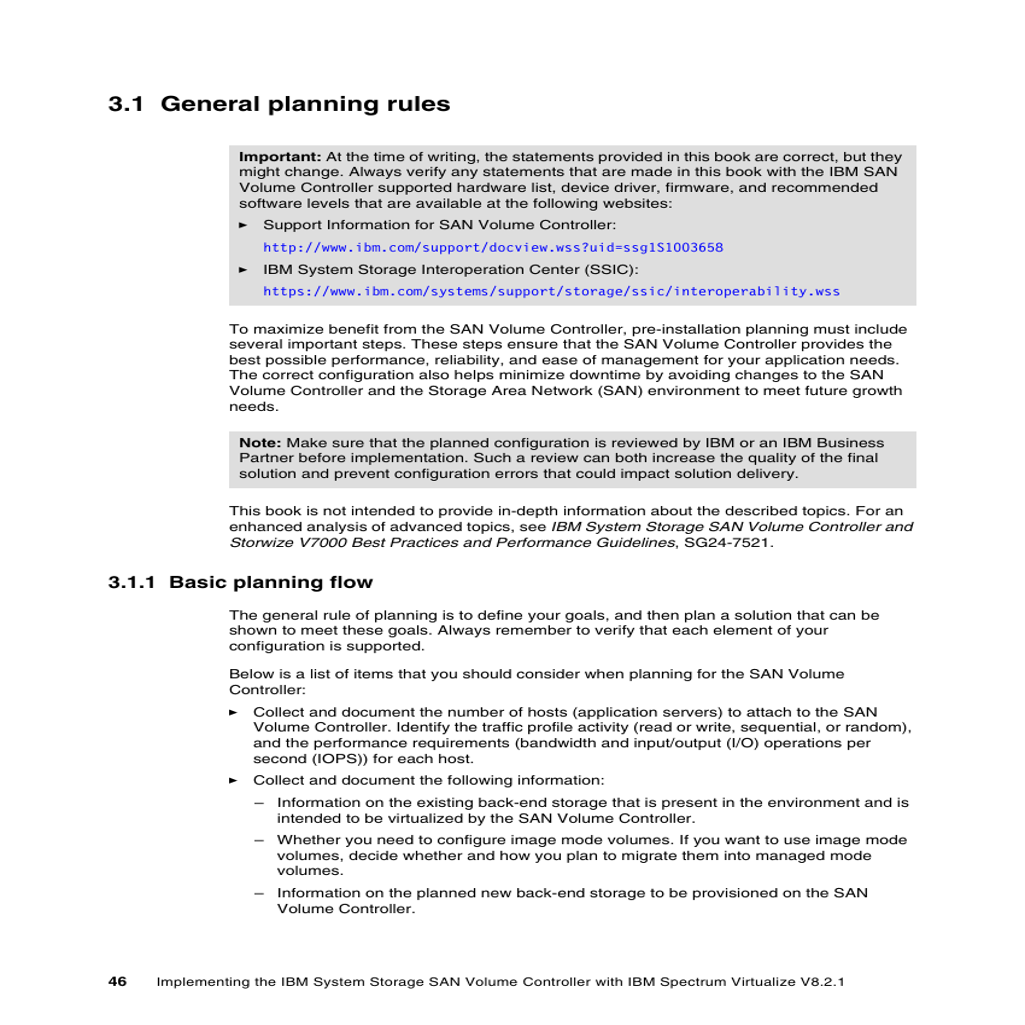 3.1 General planning rules
Important: At the time of writing, the statements provided in this book are correct, but they
might change. Always verify any statements that are made in this book with the IBM SAN
Volume Controller supported hardware list, device driver, firmware, and recommended
software levels that are available at the following websites:
► Support Information for SAN Volume Controller:
http://www.ibm.com/support/docview.wss?uid=ssg1S1003658
► IBM System Storage Interoperation Center (SSIC):
https://www.ibm.com/systems/support/storage/ssic/interoperability.wss
To maximize benefit from the SAN Volume Controller, pre-installation planning must include
several important steps. These steps ensure that the SAN Volume Controller provides the
best possible performance, reliability, and ease of management for your application needs.
The correct configuration also helps minimize downtime by avoiding changes to the SAN
Volume Controller and the Storage Area Network (SAN) environment to meet future growth
needs.
Note: Make sure that the planned configuration is reviewed by IBM or an IBM Business
Partner before implementation. Such a review can both increase the quality of the final
solution and prevent configuration errors that could impact solution delivery.
This book is not intended to provide in-depth information about the described topics. For an
enhanced analysis of advanced topics, see IBM System Storage SAN Volume Controller and
Storwize V7000 Best Practices and Performance Guidelines, SG24-7521.
3.1.1 Basic planning flow
The general rule of planning is to define your goals, and then plan a solution that can be
shown to meet these goals. Always remember to verify that each element of your
configuration is supported.
Below is a list of items that you should consider when planning for the SAN Volume
Controller:
► Collect and document the number of hosts (application servers) to attach to the SAN
Volume Controller. Identify the traffic profile activity (read or write, sequential, or random),
and the performance requirements (bandwidth and input/output (I/O) operations per
second (IOPS)) for each host.
► Collect and document the following information:
– Information on the existing back-end storage that is present in the environment and is
intended to be virtualized by the SAN Volume Controller.
– Whether you need to configure image mode volumes. If you want to use image mode
volumes, decide whether and how you plan to migrate them into managed mode
volumes.
– Information on the planned new back-end storage to be provisioned on the SAN
Volume Controller.
46 Implementing the IBM System Storage SAN Volume Controller with IBM Spectrum Virtualize V8.2.1